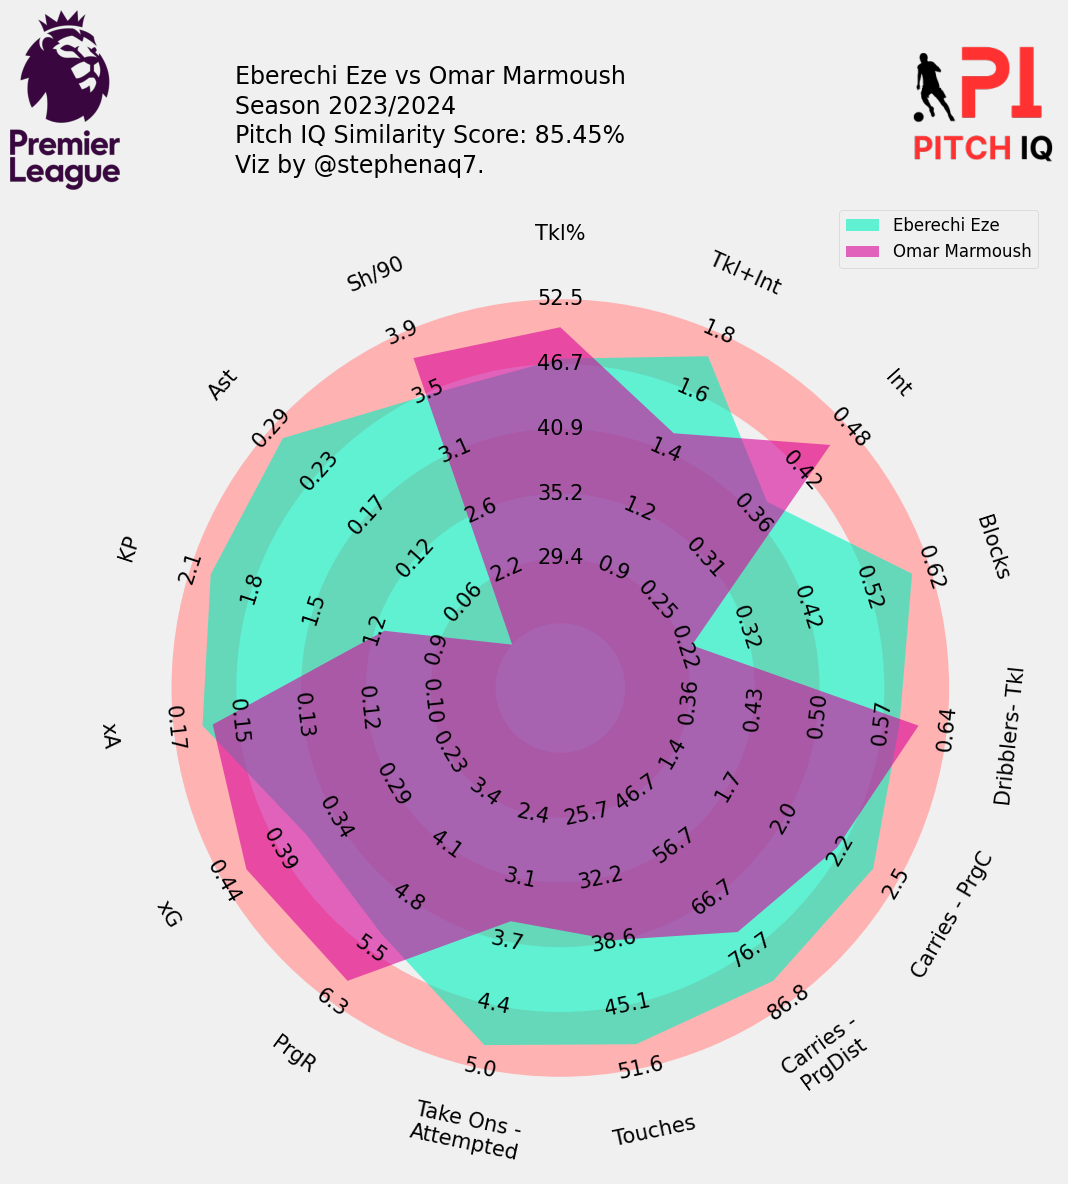 Premier
League
Eberechi Eze vs Omar Marmoush
Season 2023/2024
Pitch IQ Similarity Score: 85.45%
Viz by @stephenaq7.
PI
PITCH IQ
Eberechi Eze
Omar Marmoush
Tkl%
52.5
46.7
40.9
35.2
29.4
Tkl+Int
1.8
1.6
1.4
1.2
0.9
Int
0.48
0.42
0.36
0.31
0.25
Blocks
0.62
0.52
0.42
0.32
0.22
Dribblers- Tkl
0.64
0.57
0.50
0.43
0.36
Carries - PrgC
2.5
2.2
2.0
1.7
1.4
Carries -
PrgDist
86.8
76.7
66.7
56.7
46.7
Touches
51.6
45.1
38.6
32.2
25.7
Take Ons -
Attempted
5.0
4.4
3.7
3.1
2.4
PrgR
6.3
5.5
4.8
4.1
3.4
xG
0.44
0.39
0.34
0.29
0.23
xA
0.17
0.15
0.13
0.12
0.10
KP
2.1
1.8
1.5
1.2
0.9
Ast
0.29
0.23
0.17
0.12
0.06
Sh/90
3.9
3.5
3.1
2.6
2.2